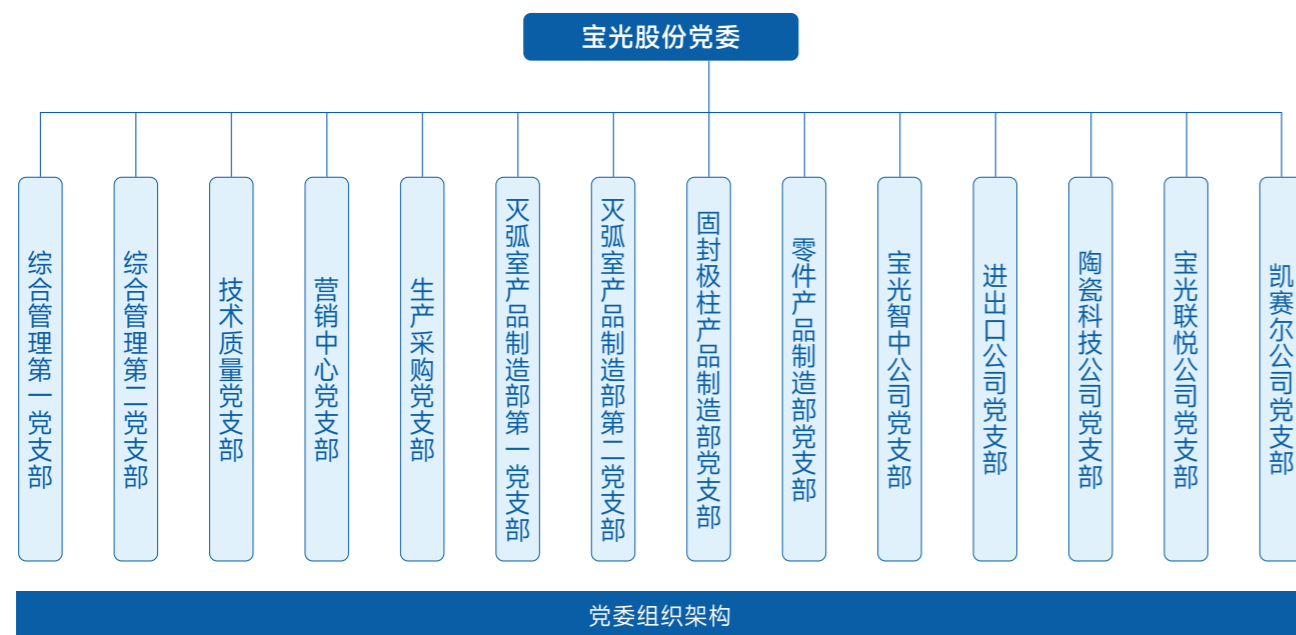 宝光股份党委
综合管理第一党支部
综合管理第二党支部
技术质量党支部
营销中心党支部
生产采购党支部
灭弧室产品制造部第一党支部
灭弧室产品制造部第二党支部
固封极柱产品制造部党支部
零件产品制造部党支部
宝光智中公司党支部
进出口公司党支部
陶瓷科技公司党支部
宝光联悦公司党支部
凯赛尔公司党支部
党委组织架构